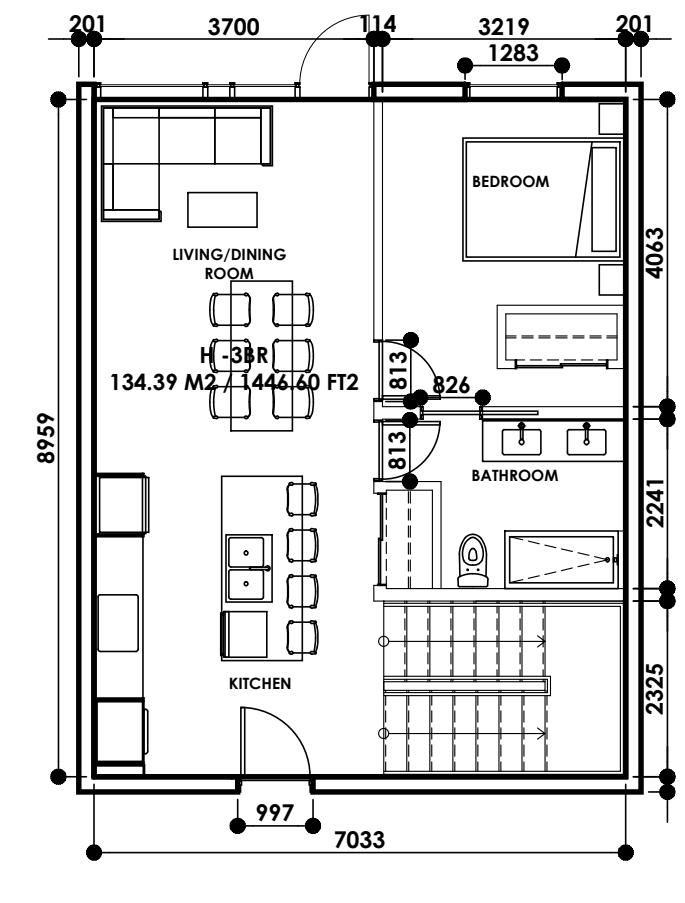 201
3700
114
3219
201
1283
BEDROOM
LIVING/DINING
ROOM
4063
H -3BR
134.39 M2 / 1446.60 FT2
813
826
8959
813
BATHROOM
2241
KITCHEN
2325
997
7033